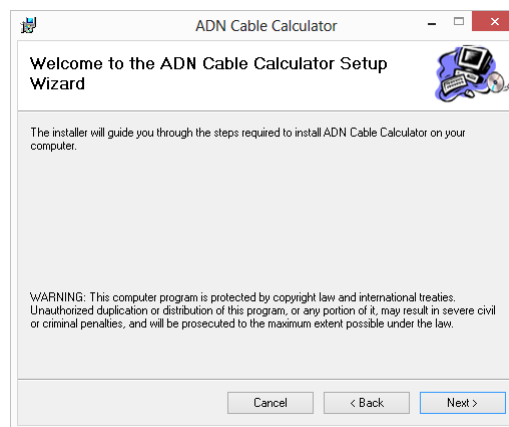 ADN Cable Calculator
Welcome to the ADN Cable Calculator Setup
Wizard
The installer will guide you through the steps required to install ADN Cable Calculator on your
computer.
WARNING: This computer program is protected by copyright law and international treaties.
Unauthorized duplication or distribution of this program, or any portion of it, may result in severe civil
or criminal penalties, and will be prosecuted to the maximum extent possible under the law.
Cancel
< Back
Next >